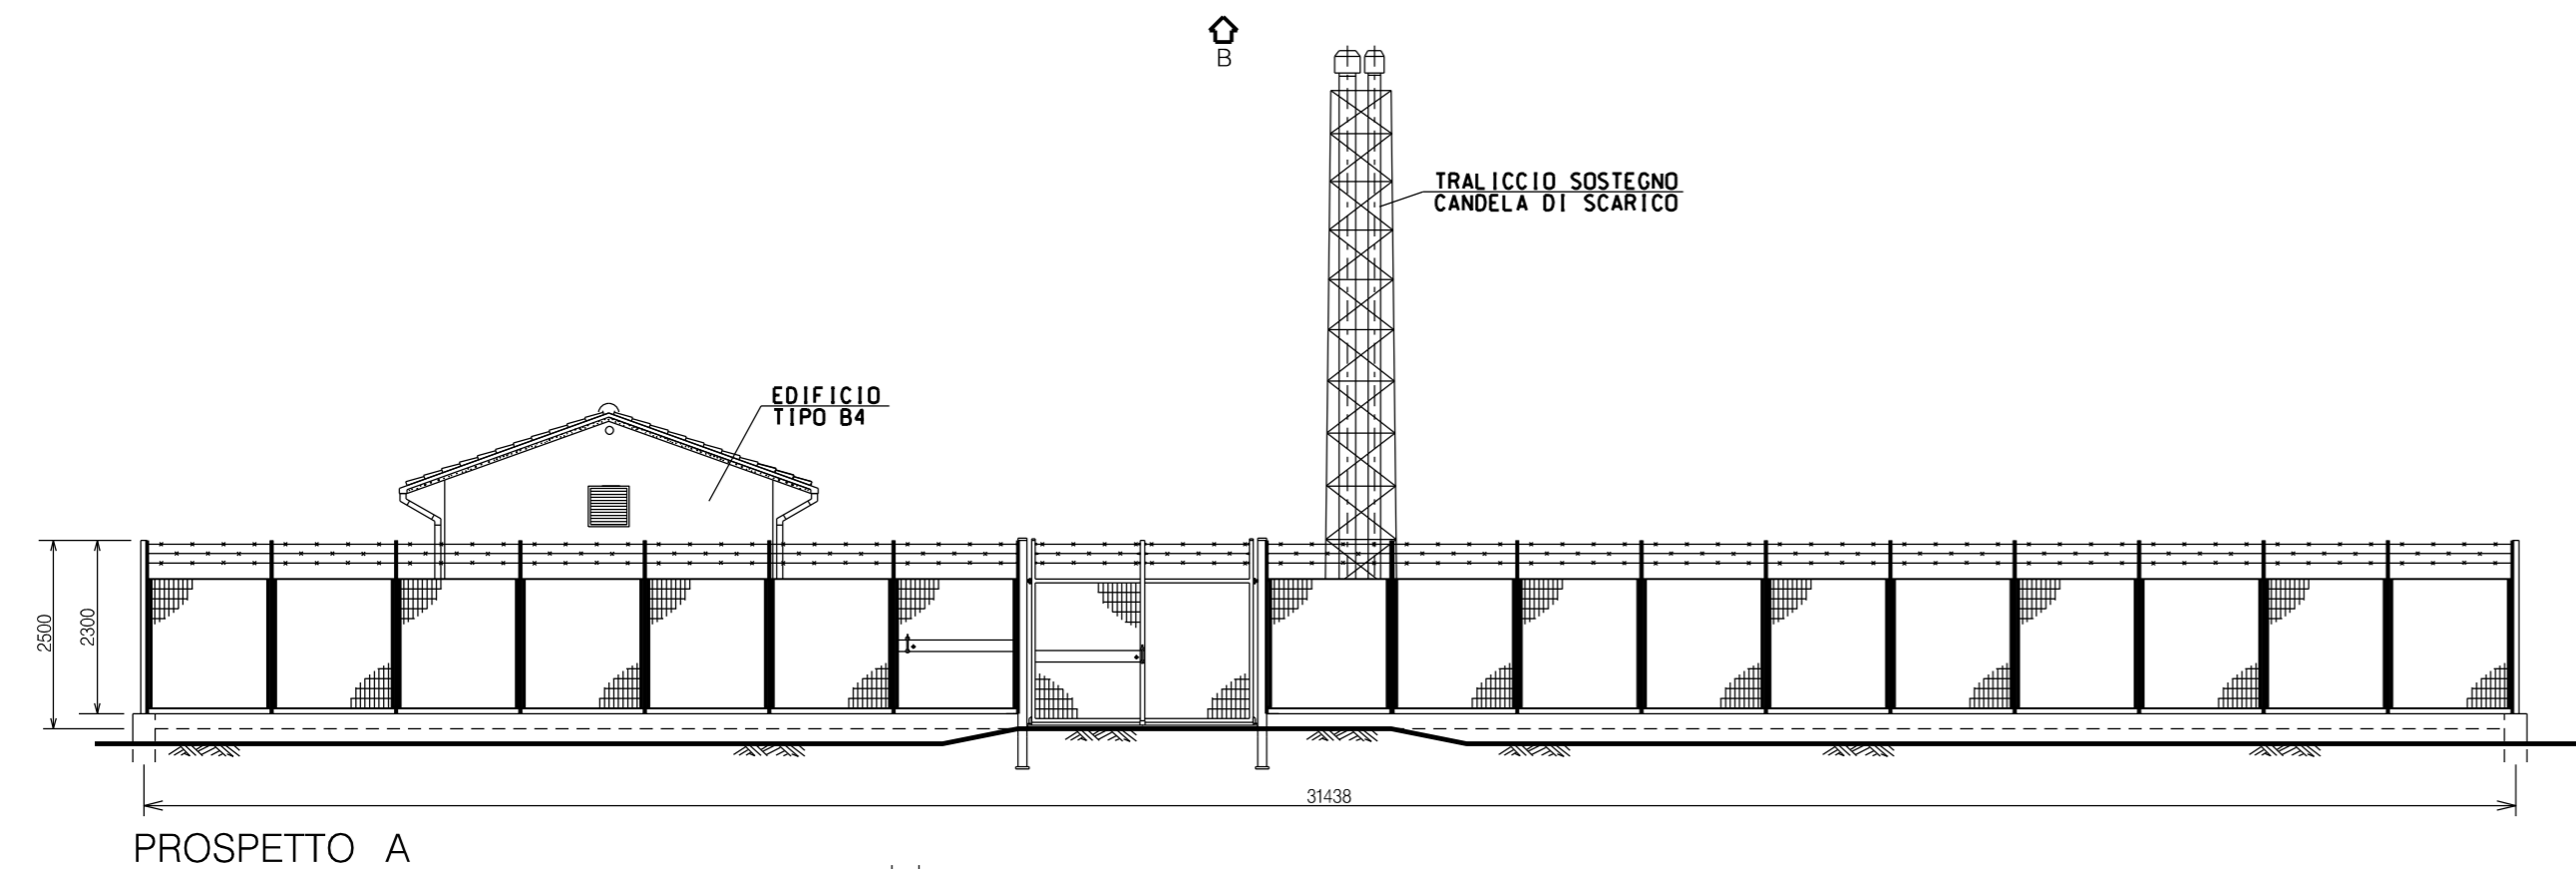 B
TRALICCIO SOSTEGNO
CANDELA DI SCARICO
EDIFICIO
TIPO B4
2500
2300
31438
PROSPETTO A